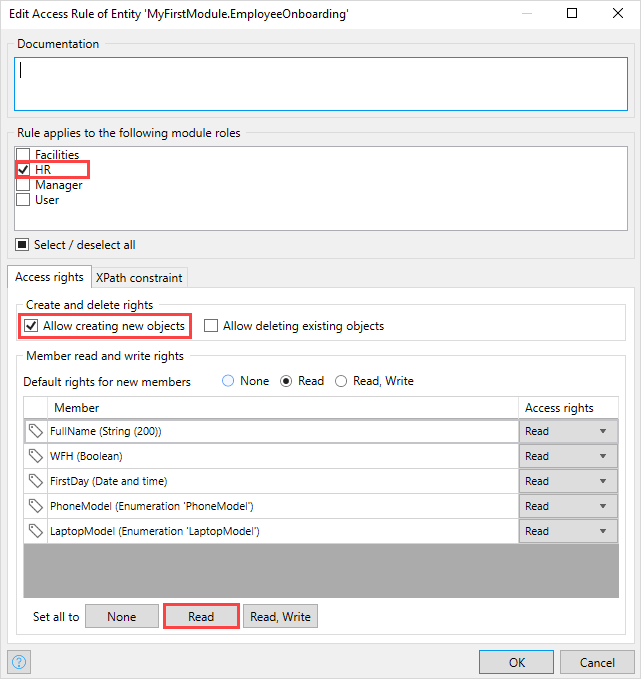 Edit Access Rule of Entity 'MyFirstModule.EmployeeOnboarding'
Documentation
Rule applies to the following module roles
Facilities
HR
Manager
User
Select / deselect all
Access rights XPath constraint
Create and delete rights
Allow creating new objects Allow deleting existing objects
Member read and write rights
Default rights for new members None Read Read, Write
Member Access rights
FullName (String (200)) Read
WFH (Boolean) Read
FirstDay (Date and time) Read
PhoneModel (Enumeration 'PhoneModel') Read
LaptopModel (Enumeration 'LaptopModel') Read
Set all to None Read Read, Write
? OK Cancel